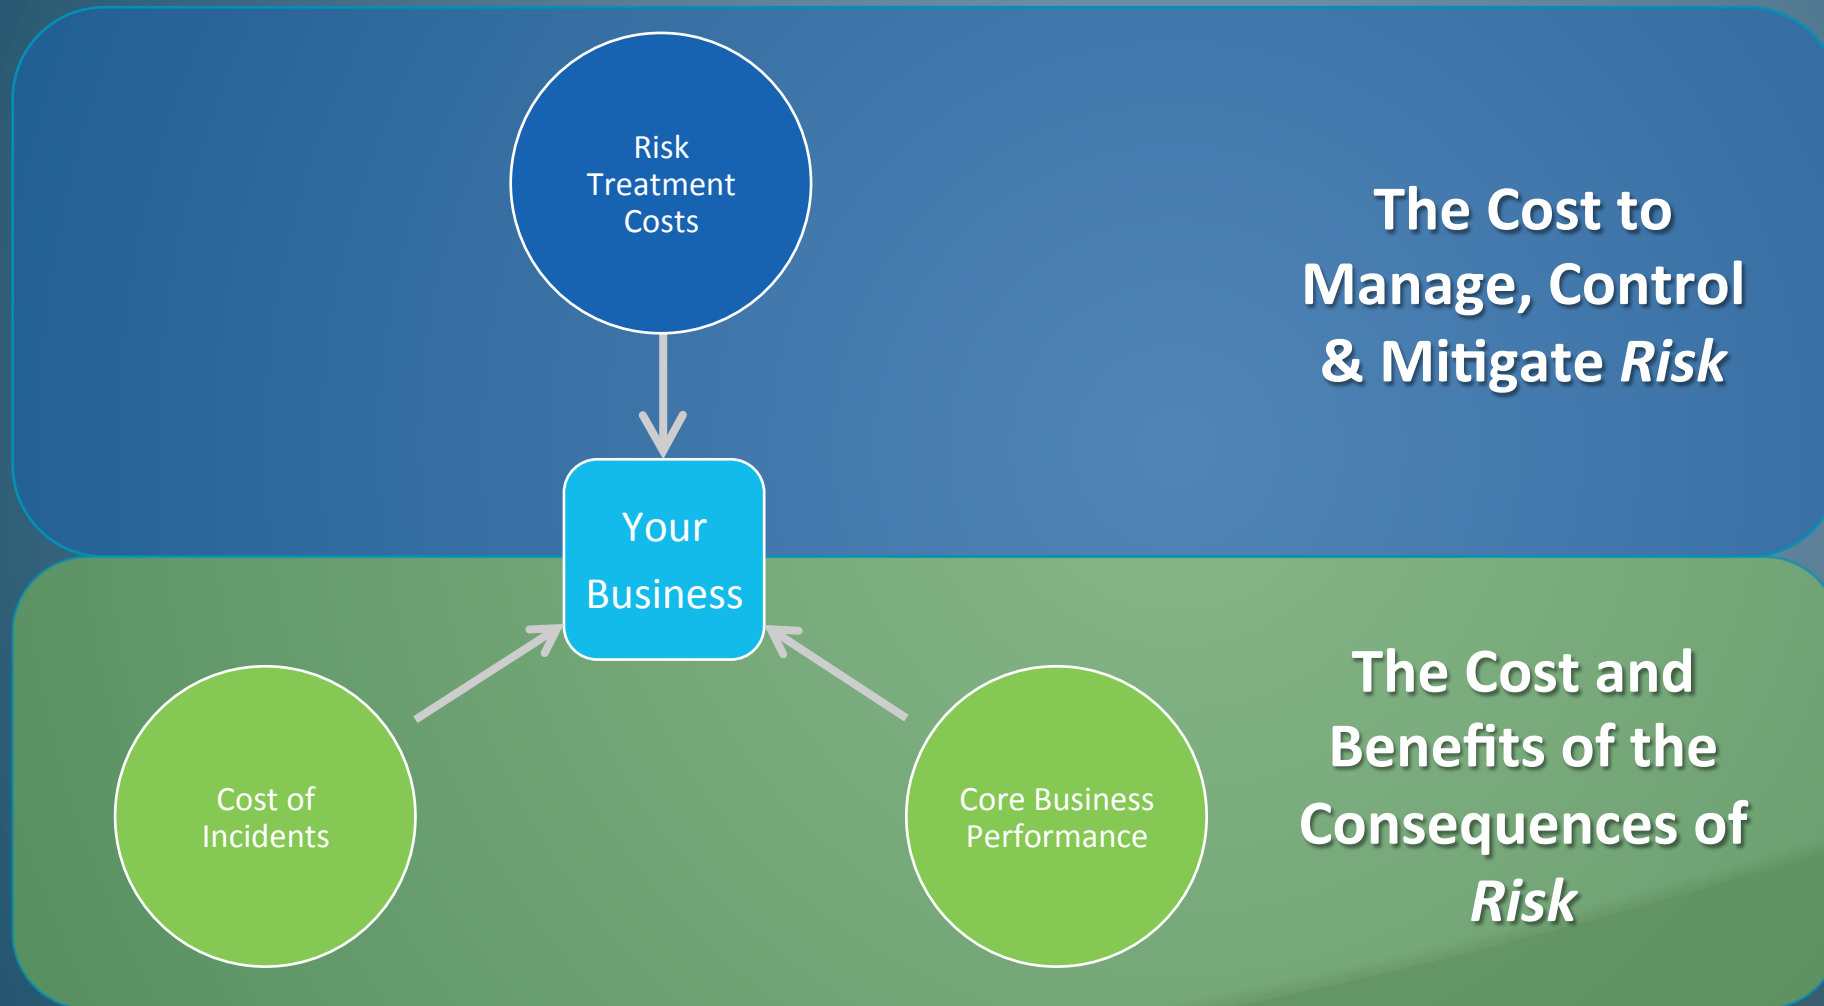 Risk
Treatment
Costs
The Cost to
Manage, Control
& Mitigate Risk
Your
Business
Cost of
Incidents
Core Business
Performance
The Cost and
Benefits of the
Consequences of
Risk